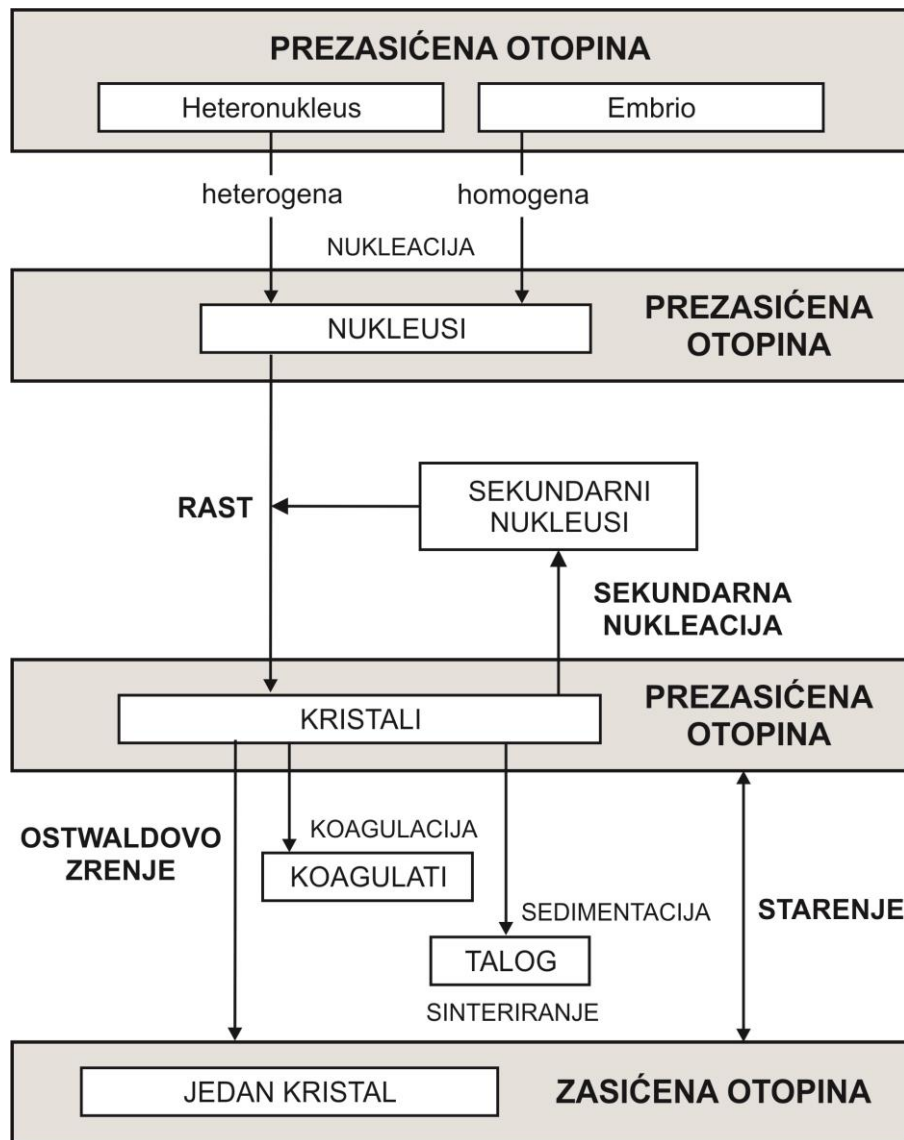 PREZASIĆENA OTOPINA
Heteronukleus
Embrio
heterogena
homogena
NUKLEACIJA
NUKLEUSI
PREZASIĆENA
OTOPINA
RAST
SEKUNDARNI
NUKLEUSI
SEKUNDARNA
NUKLEACIJA
KRISTALI
PREZASIĆENA
OTOPINA
OSTWALDOVO
ZRENJE
KOAGULACIJA
KOAGULATI
SEDIMENTACIJA
TALOG
SINTERIRANJE
STARENJE
JEDAN KRISTAL
ZASIĆENA OTOPINA